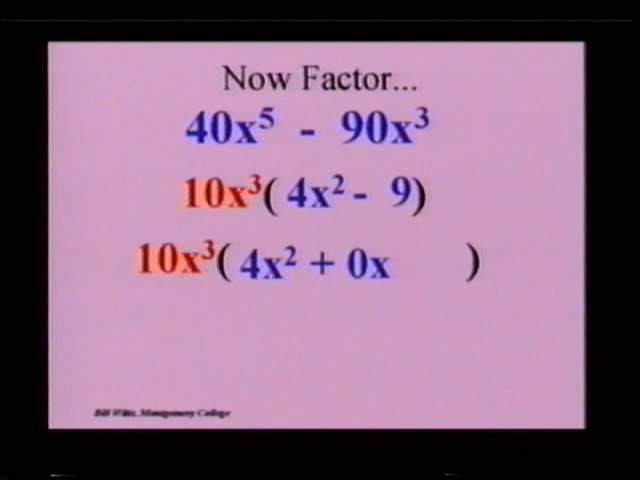 Now Factor...
40x⁵ - 90x³
10x³( 4x² - 9)
10x³( 4x² + 0x )
Bill Witte, Montgomery College